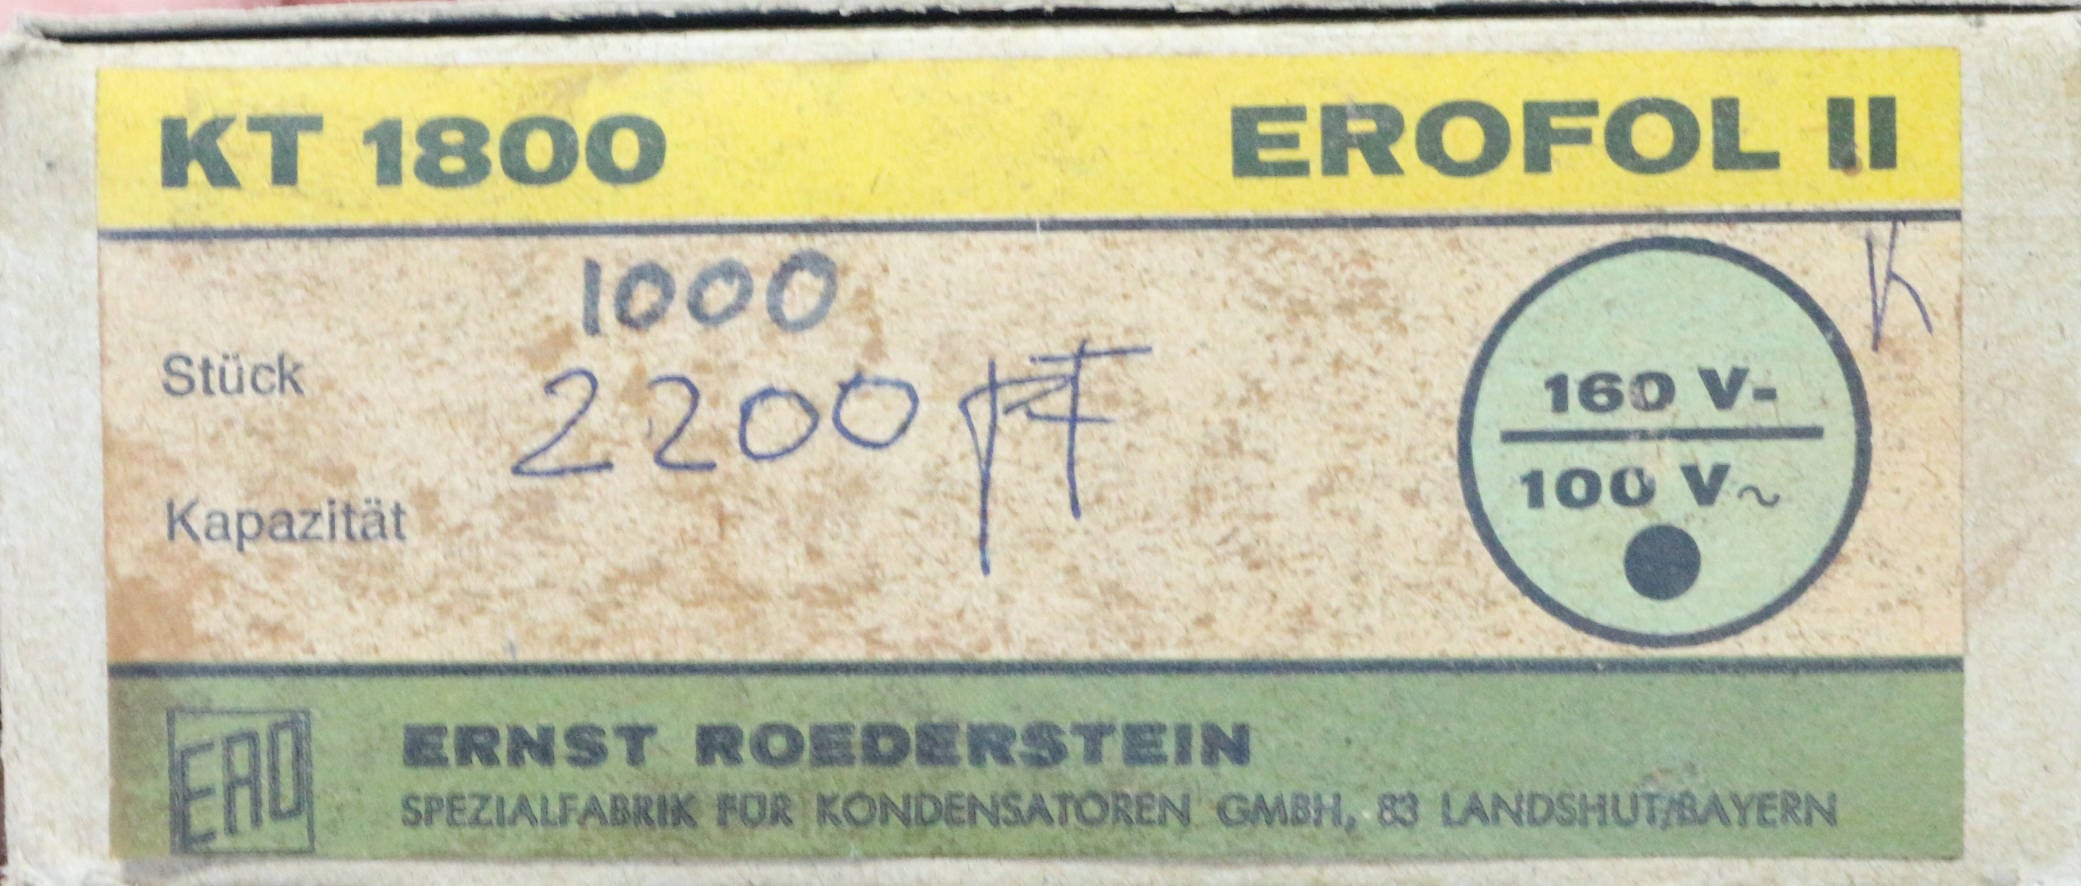 KT 1800 EROFOL II
1000
K
Stück
2200 pF
160 V-
100 V~
Kapazität
ERO
ERNST ROEDERSTEIN
SPEZIALFABRIK FÜR KONDENSATOREN GMBH, 83 LANDSHUT/BAYERN